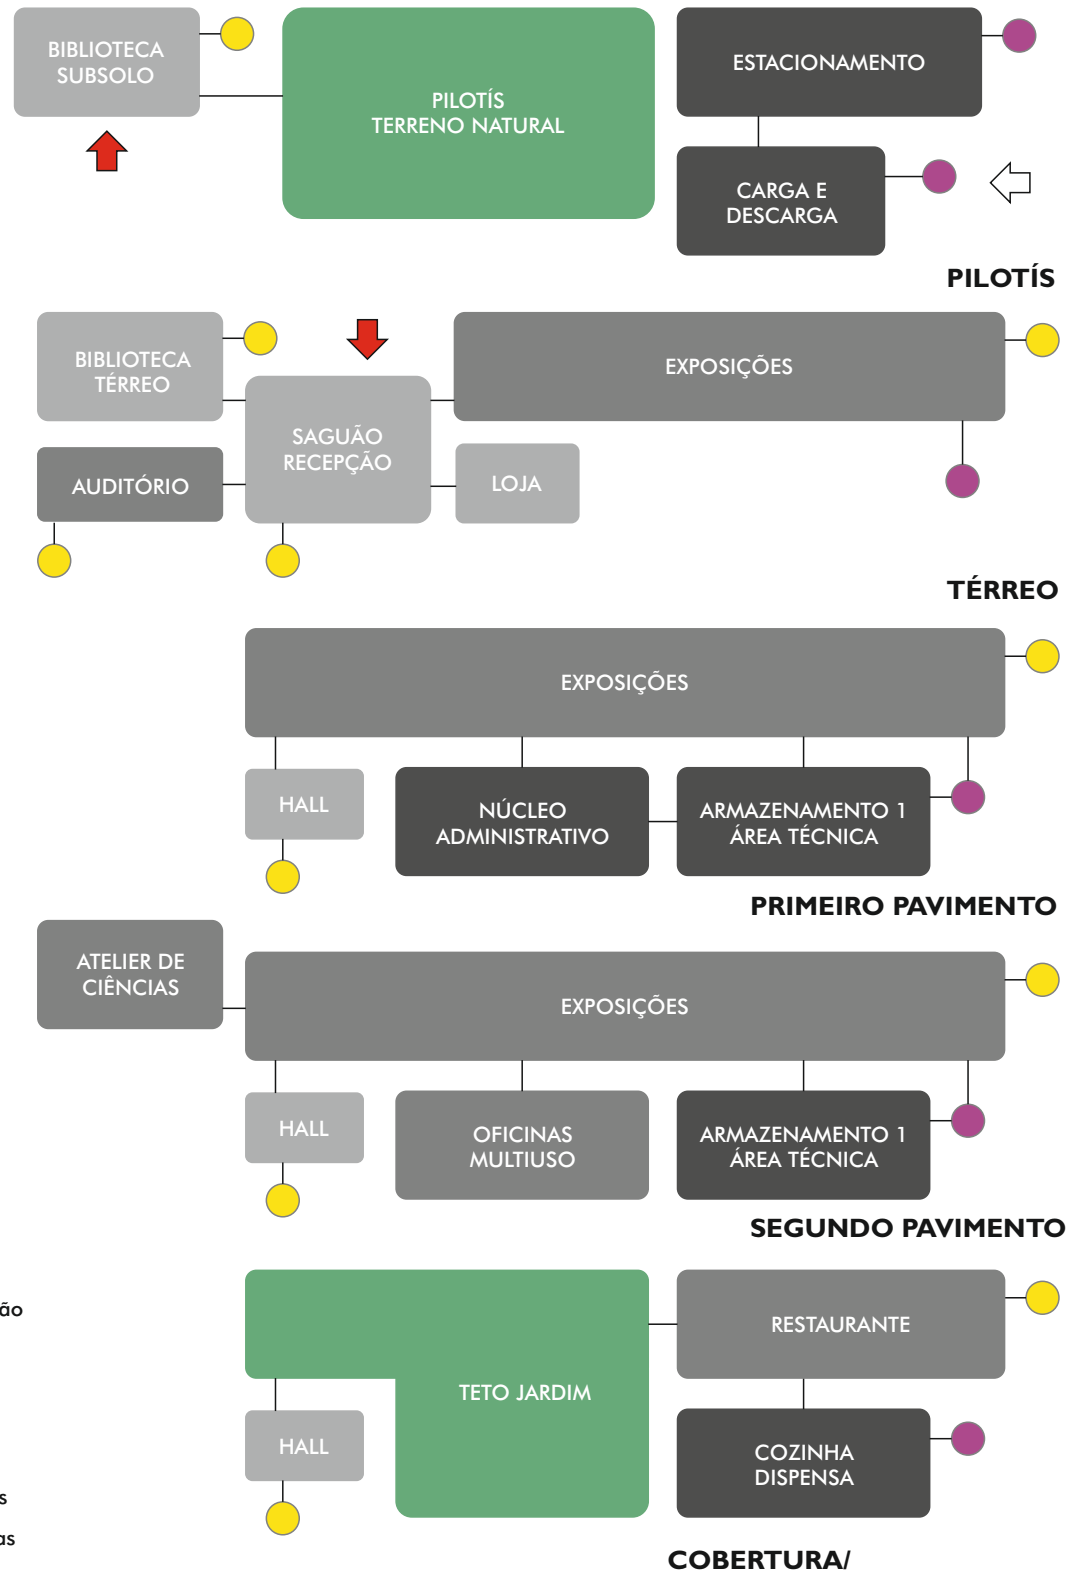 BIBLIOTECA
SUBSOLO
PILOTÍS
TERRENO NATURAL
ESTACIONAMENTO
CARGA E
DESCARGA
PILOTÍS
BIBLIOTECA
TÉRREO
SAGUÃO
RECEPÇÃO
EXPOSIÇÕES
AUDITÓRIO
LOJA
TÉRREO
EXPOSIÇÕES
HALL
NÚCLEO
ADMINISTRATIVO
ARMAZENAMENTO 1
ÁREA TÉCNICA
PRIMEIRO PAVIMENTO
ATELIER DE
CIÊNCIAS
EXPOSIÇÕES
HALL
OFICINAS
MULTIUSO
ARMAZENAMENTO 1
ÁREA TÉCNICA
SEGUNDO PAVIMENTO
ão
RESTAURANTE
TETO JARDIM
HALL
COZINHA
DISPENSA
s
as
COBERTURA/